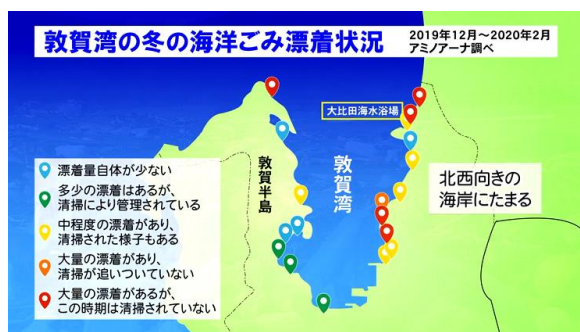 敦賀湾の冬の海洋ごみ漂着状況
2019年12月～2020年2月
アミノアーナ調べ
大比田海水浴場
敦賀半島
敦賀湾
北西向きの
海岸にたまる
漂着量自体が少ない
多少の漂着はあるが、
清掃により管理されている
中程度の漂着があり、
清掃された様子もある
大量の漂着があり、
清掃が追いついていない
大量の漂着があるが、
この時期は清掃されていない